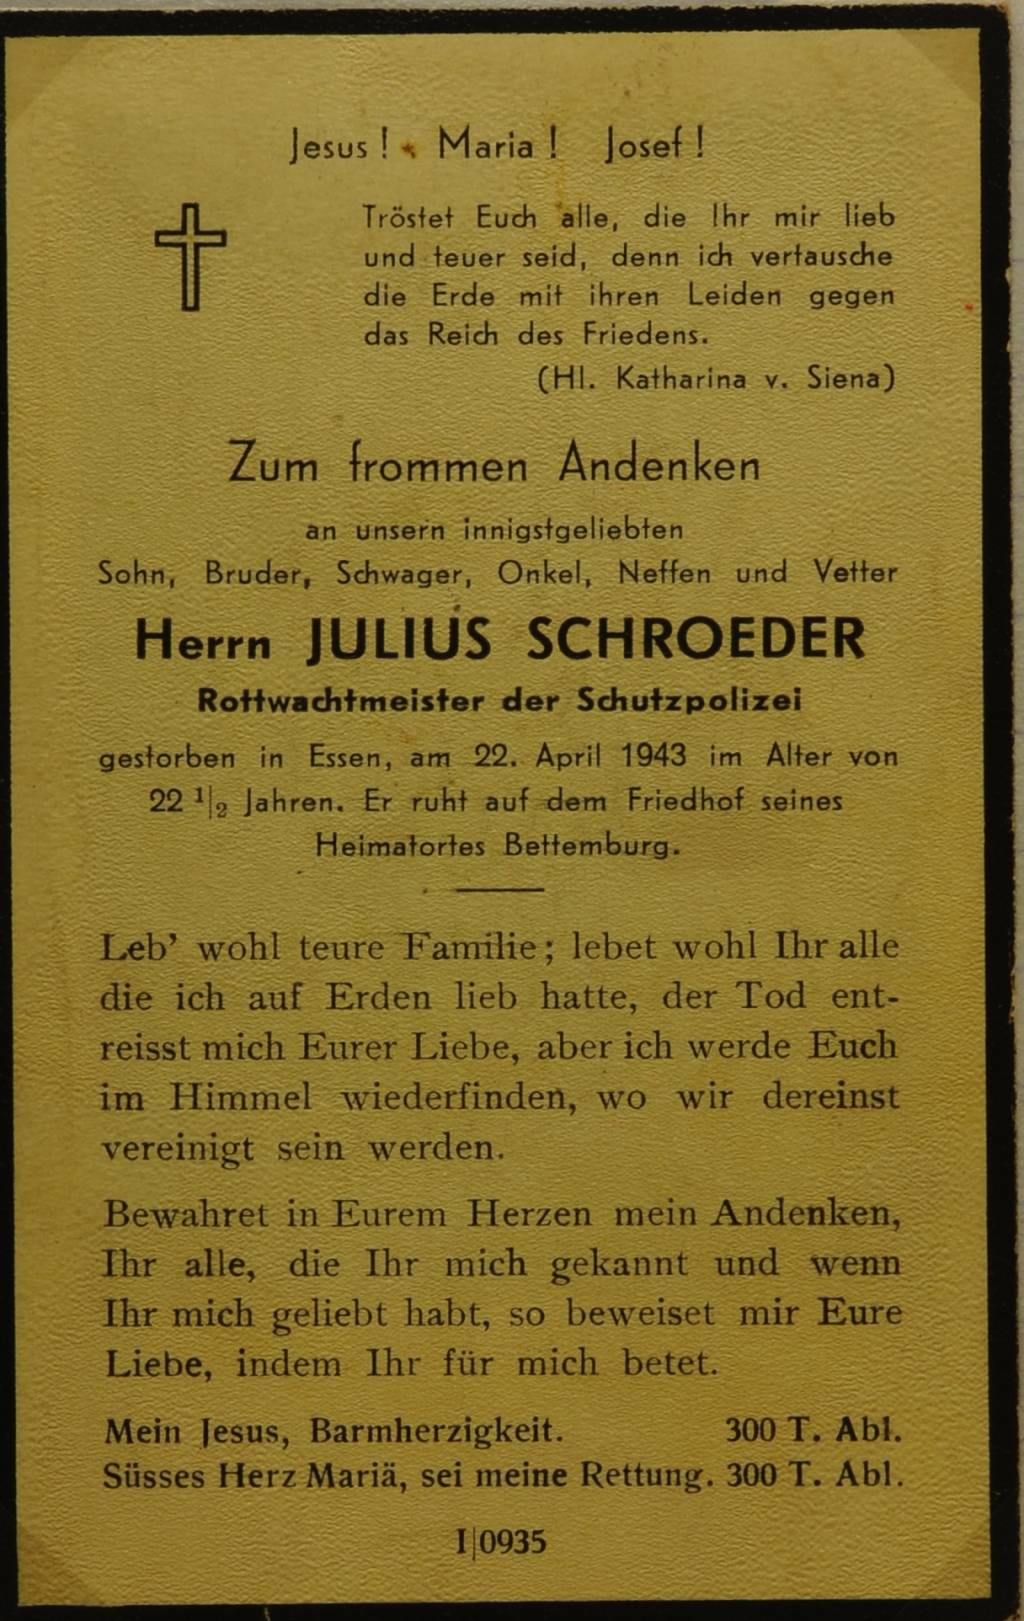 Jesus ! Maria ! Josef !
Tröstet Euch alle, die Ihr mir lieb
und teuer seid, denn ich vertausche
die Erde mit ihren Leiden gegen
das Reich des Friedens.
(Hl. Katharina v. Siena)
Zum frommen Andenken
an unsern innigstgeliebten
Sohn, Bruder, Schwager, Onkel, Neffen und Vetter
Herrn JULIUS SCHROEDER
Rottwachtmeister der Schutzpolizei
gestorben in Essen, am 22. April 1943 im Alter von
22 1|2 Jahren. Er ruht auf dem Friedhof seines
Heimatortes Bettemburg.
Leb’ wohl teure Familie; lebet wohl Ihr alle
die ich auf Erden lieb hatte, der Tod ent-
reisst mich Eurer Liebe, aber ich werde Euch
im Himmel wiederfinden, wo wir dereinst
vereinigt sein werden.
Bewahret in Eurem Herzen mein Andenken,
Ihr alle, die Ihr mich gekannt und wenn
Ihr mich geliebt habt, so beweiset mir Eure
Liebe, indem Ihr für mich betet.
Mein Jesus, Barmherzigkeit. 300 T. Abl.
Süsses Herz Mariä, sei meine Rettung. 300 T. Abl.
I|0935